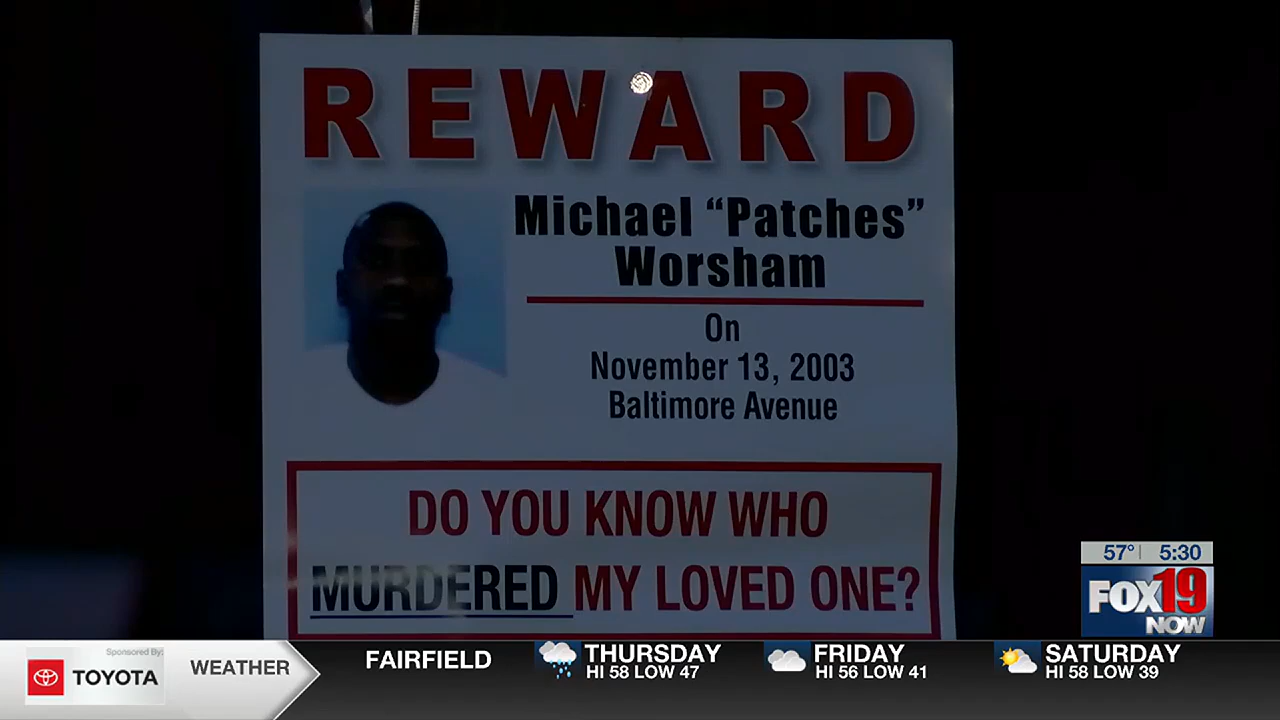 REWARD
Michael “Patches”
Worsham
On
November 13, 2003
Baltimore Avenue
DO YOU KNOW WHO
MURDERED MY LOVED ONE?
57° 5:30
FOX19
NOW
Sponsored By:
TOYOTA
WEATHER
FAIRFIELD
THURSDAY
HI 58 LOW 47
FRIDAY
HI 56 LOW 41
SATURDAY
HI 58 LOW 39